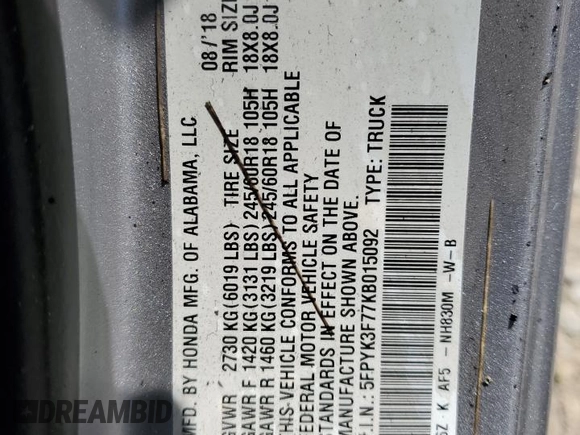 MFD. BY HONDA MFG. OF ALABAMA, LLC 08/'18
GVWR 2730 KG (6019 LBS) TIRE SIZE RIM SIZE
GAWR F 1420 KG (3131 LBS) 245/60R18 105H 18X8.0J
GAWR R 1460 KG (3219 LBS) 245/60R18 105H 18X8.0J
THIS VEHICLE CONFORMS TO ALL APPLICABLE
FEDERAL MOTOR VEHICLE SAFETY
STANDARDS IN EFFECT ON THE DATE OF
MANUFACTURE SHOWN ABOVE.
V.I.N.: 5FPYK3F77KB015092 TYPE: TRUCK
6Z K AF5 - NH830M -W-B
DREAMBID